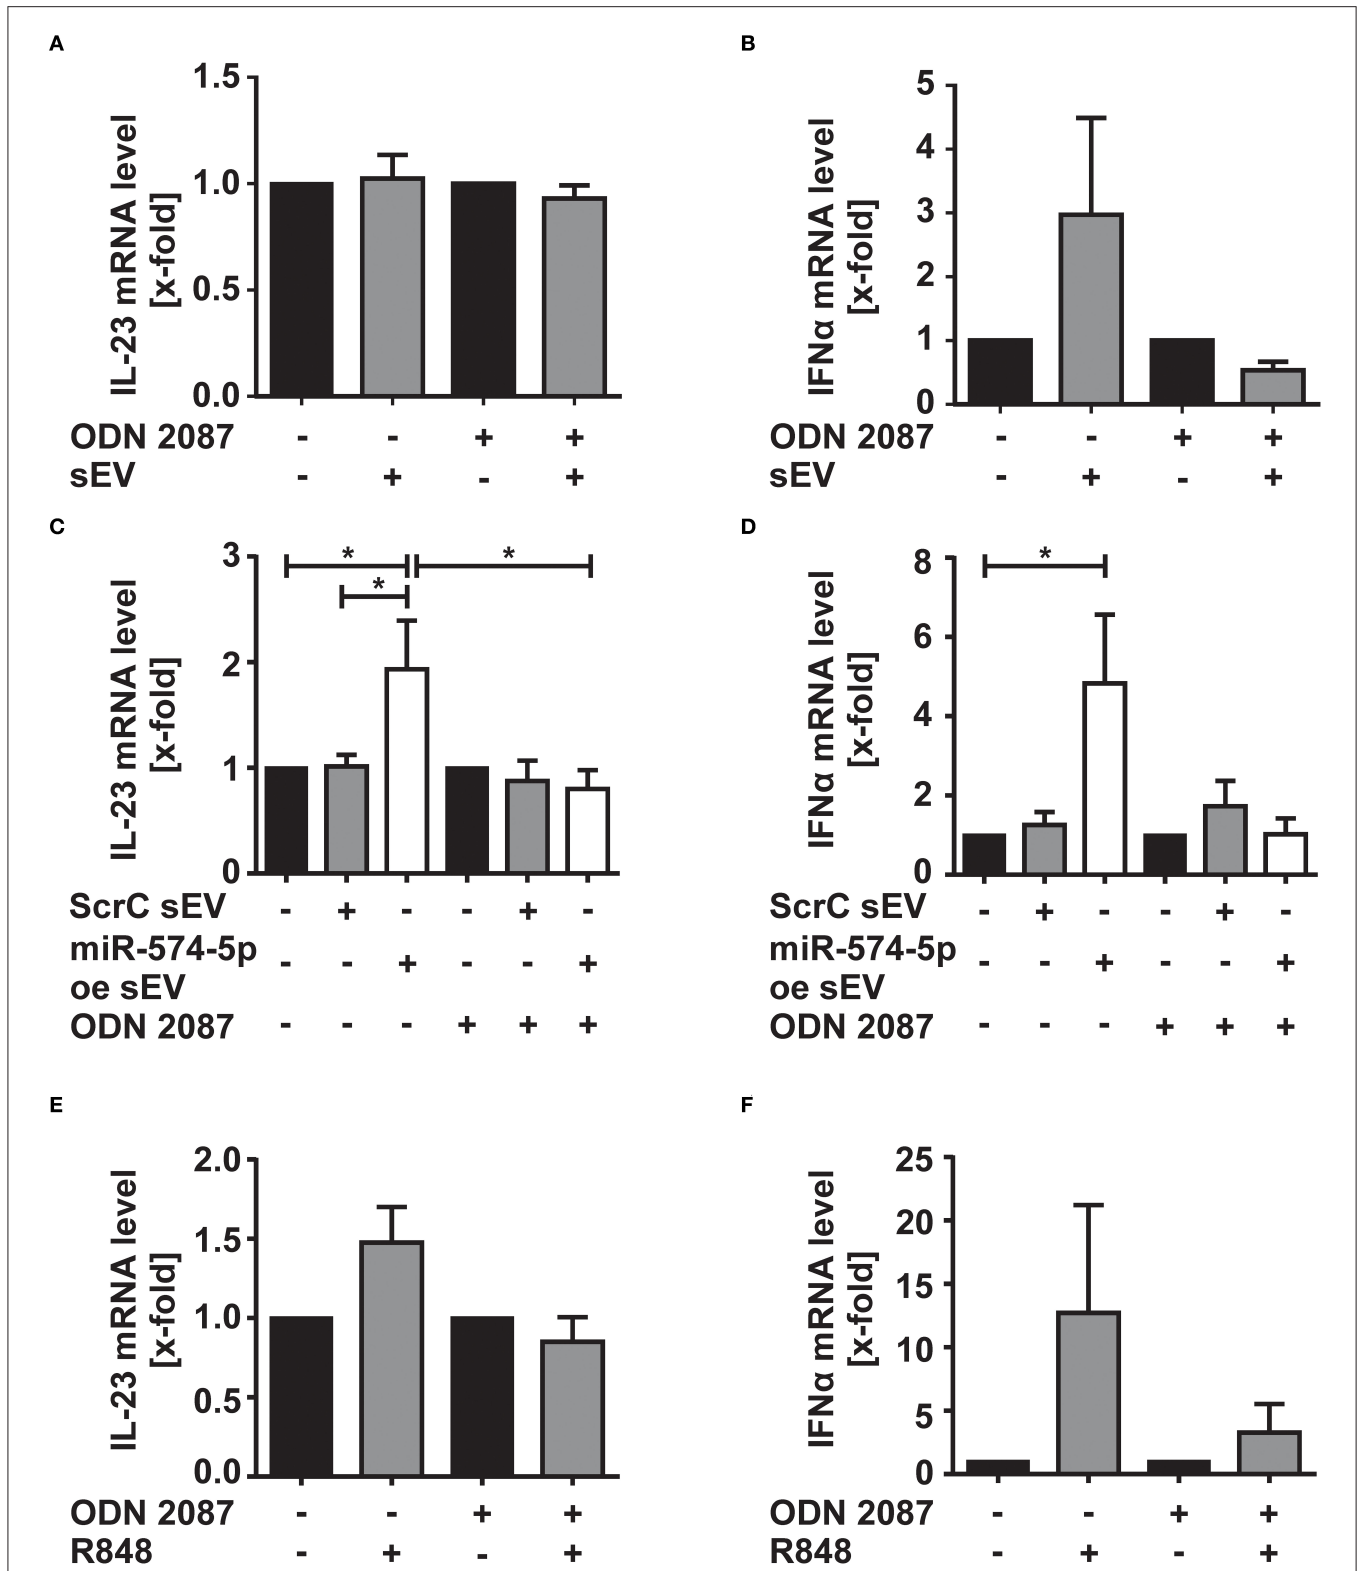 A
IL-23 mRNA level
[x-fold]
1.5
1.0
0.5
0.0
ODN 2087 - - + +
sEV - + - +
B
IFNα mRNA level
[x-fold]
5
4
3
2
1
0
ODN 2087 - - + +
sEV - + - +
C
IL-23 mRNA level
[x-fold]
3
2
1
0
* *
*
ScrC sEV - + - - + -
miR-574-5p
oe sEV - - + - - +
ODN 2087 - - - + + +
D
IFNα mRNA level
[x-fold]
8
6
4
2
0
*
ScrC sEV - + - - + -
miR-574-5p
oe sEV - - + - - +
ODN 2087 - - - + + +
E
IL-23 mRNA level
[x-fold]
2.0
1.5
1.0
0.5
0.0
ODN 2087 - - + +
R848 - + - +
F
IFNα mRNA level
[x-fold]
25
20
15
10
5
0
ODN 2087 - - + +
R848 - + - +